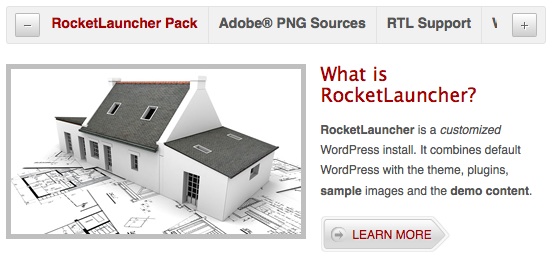 RocketLauncher Pack Adobe® PNG Sources RTL Support
What is
RocketLauncher?
RocketLauncher is a customized
WordPress install. It combines default
WordPress with the theme, plugins,
sample images and the demo content.
LEARN MORE